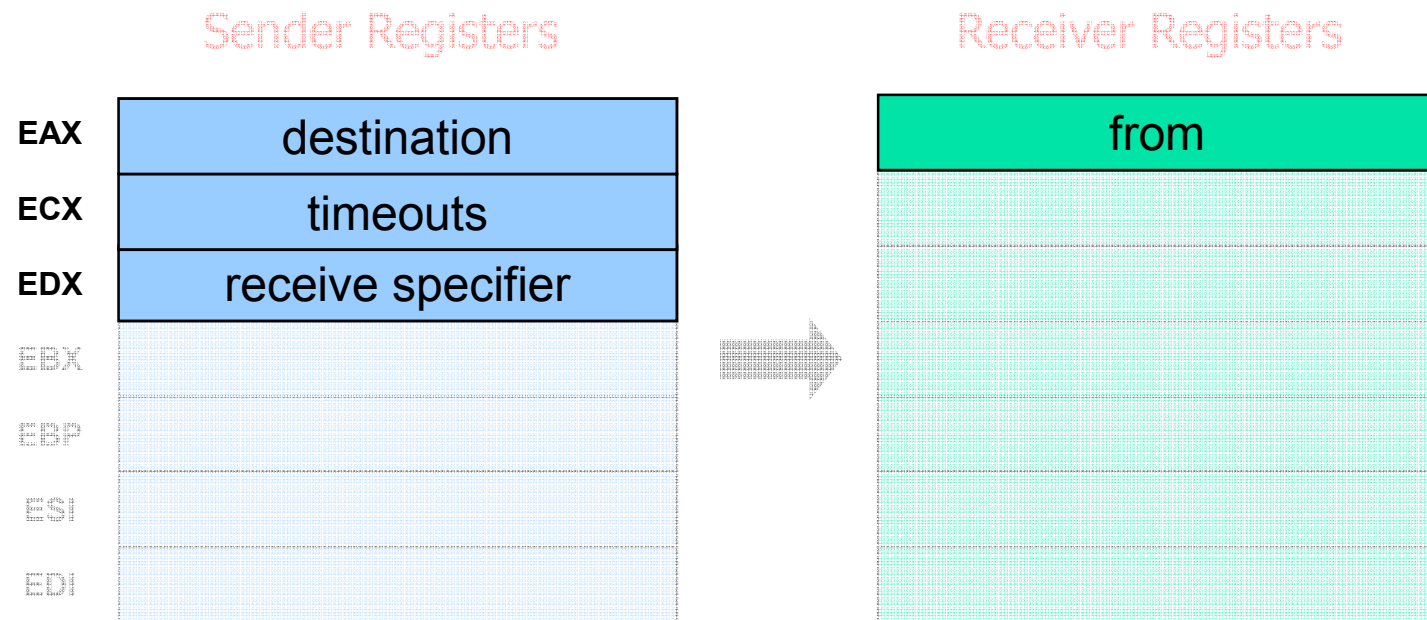 Sender Registers
Receiver Registers
EAX
destination
from
ECX
timeouts
EDX
receive specifier
EBX
EBP
ESI
EDI